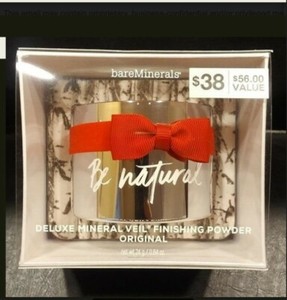 bareMinerals®
$38
$56.00
VALUE
Be natural
DELUXE MINERAL VEIL® FINISHING POWDER
ORIGINAL